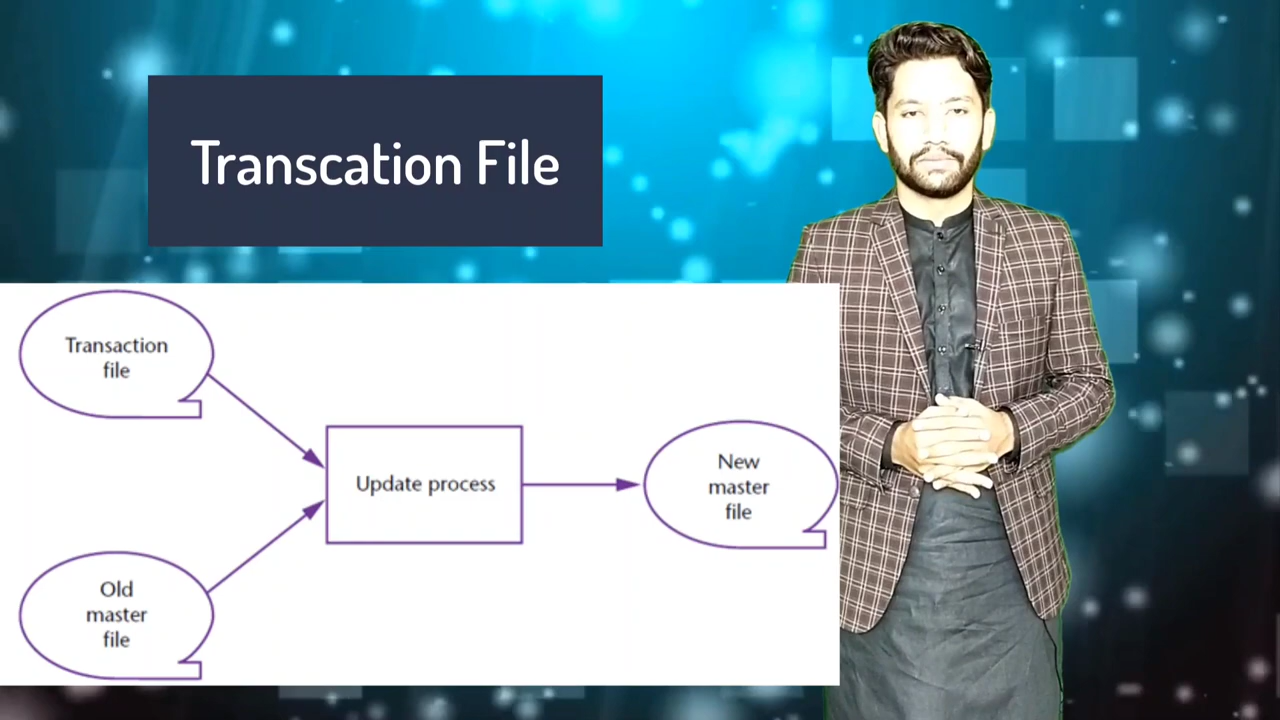 Transcation File
Transaction
file
Update process
New
master
file
Old
master
file